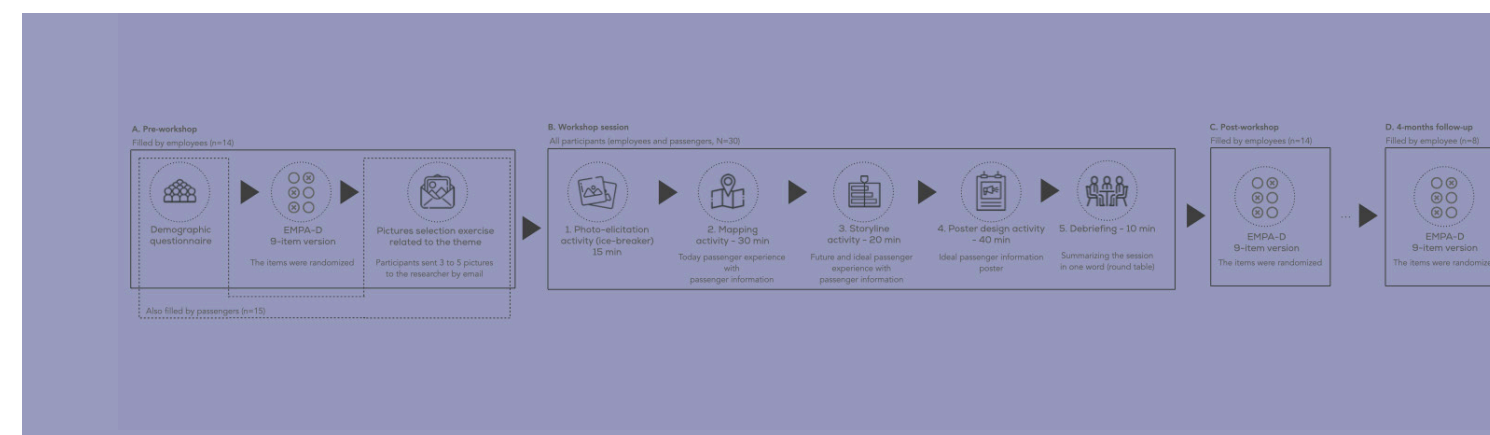 A. Pre-workshop
Filled by employees (n=14)
Demographic
questionnaire
EMPA-D
9-item version
The items were randomized
Pictures selection exercise
related to the theme
Participants sent 3 to 5 pictures
to the researcher by email
Also filled by passengers (n=15)
B. Workshop session
All participants (employees and passengers, N=30)
1. Photo-elicitation
activity (ice-breaker)
15 min
2. Mapping
activity - 30 min
Today passenger experience
with
passenger information
3. Storyline
activity - 20 min
Future and ideal passenger
experience with
passenger information
4. Poster design activity
- 40 min
Ideal passenger information
poster
5. Debriefing - 10 min
Summarizing the session
in one word (round table)
C. Post-workshop
Filled by employees (n=14)
EMPA-D
9-item version
The items were randomized
...
D. 4-months follow-up
Filled by employee (n=8)
EMPA-D
9-item version
The items were randomize